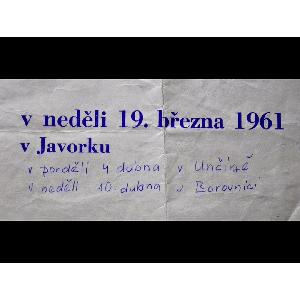 v neděli 19. března 1961
v Javorku
v pondělí 4 dubna v Unčíně
v neděli 10 dubna v Borovnici